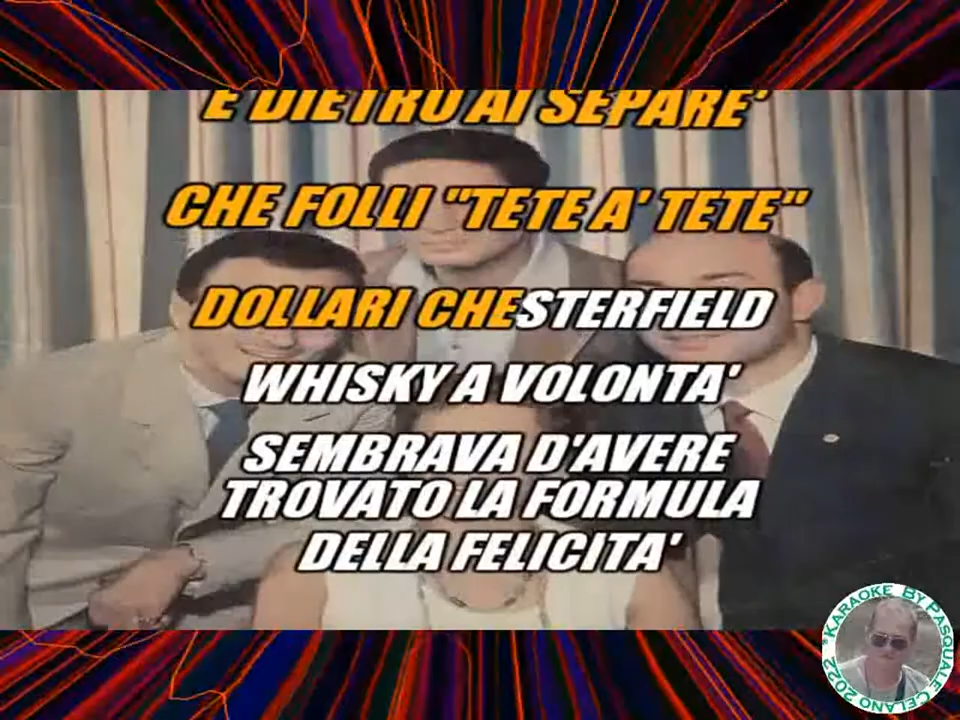 E DIETRO AI SEPARE'
CHE FOLLI "TETE A' TETE"
DOLLARI CHESTERFIELD
WHISKY A VOLONTA'
SEMBRAVA D'AVERE
TROVATO LA FORMULA
DELLA FELICITA'
*KARAOKE BY PASQUALE CELANO 2022